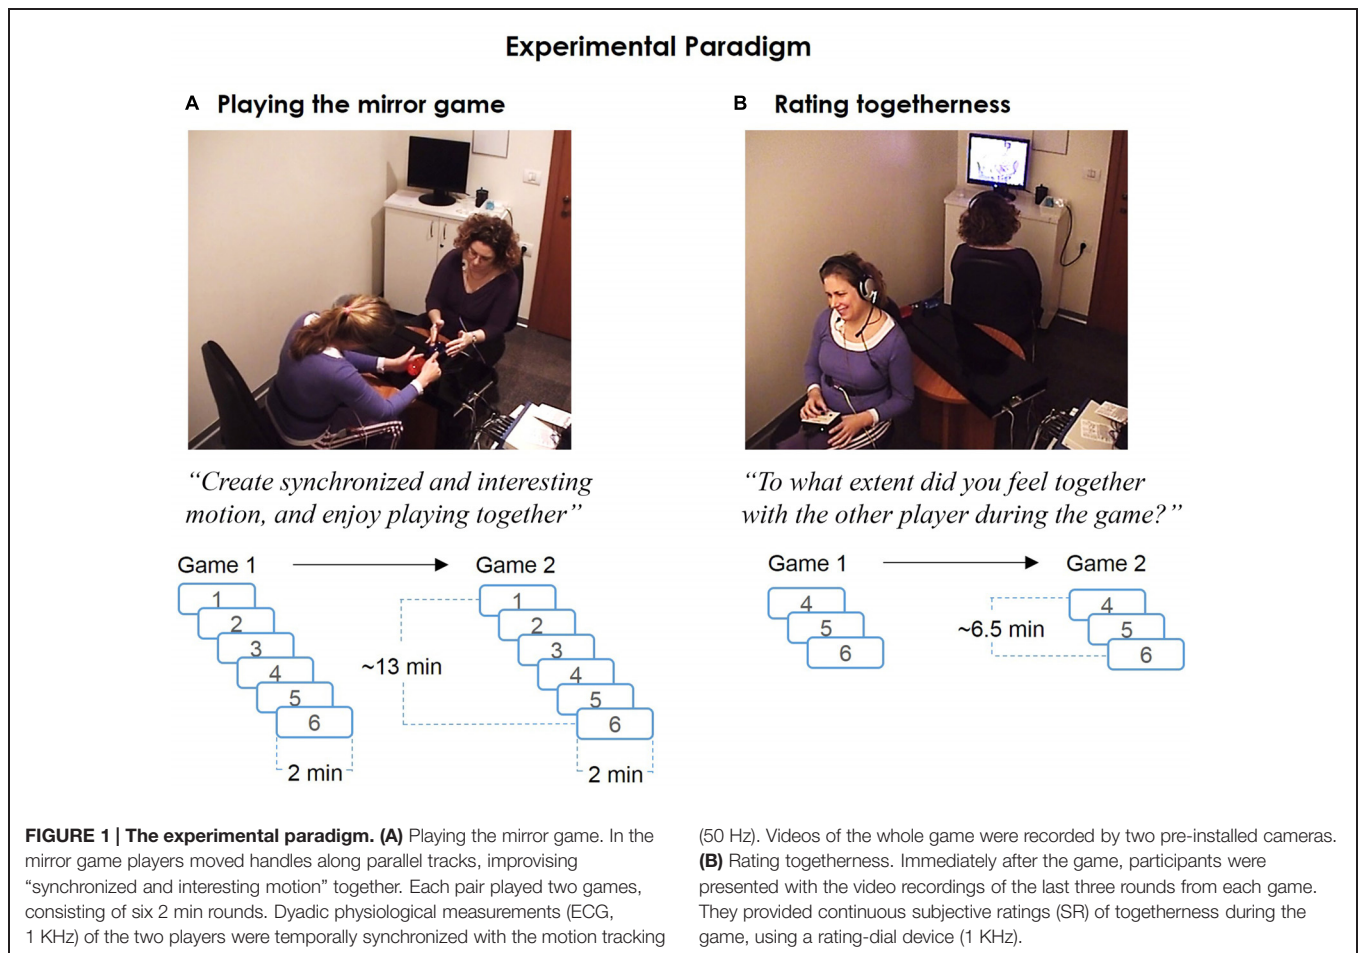 Experimental Paradigm
A Playing the mirror game
“Create synchronized and interesting
motion, and enjoy playing together”
Game 1
Game 2
1
2
3
4
5
6
2 min
~13 min
1
2
3
4
5
6
2 min
B Rating togetherness
“To what extent did you feel together
with the other player during the game?”
Game 1
Game 2
4
5
6
~6.5 min
4
5
6
FIGURE 1 | The experimental paradigm. (A) Playing the mirror game. In the
mirror game players moved handles along parallel tracks, improvising
“synchronized and interesting motion” together. Each pair played two games,
consisting of six 2 min rounds. Dyadic physiological measurements (ECG,
1 KHz) of the two players were temporally synchronized with the motion tracking
(50 Hz). Videos of the whole game were recorded by two pre-installed cameras.
(B) Rating togetherness. Immediately after the game, participants were
presented with the video recordings of the last three rounds from each game.
They provided continuous subjective ratings (SR) of togetherness during the
game, using a rating-dial device (1 KHz).